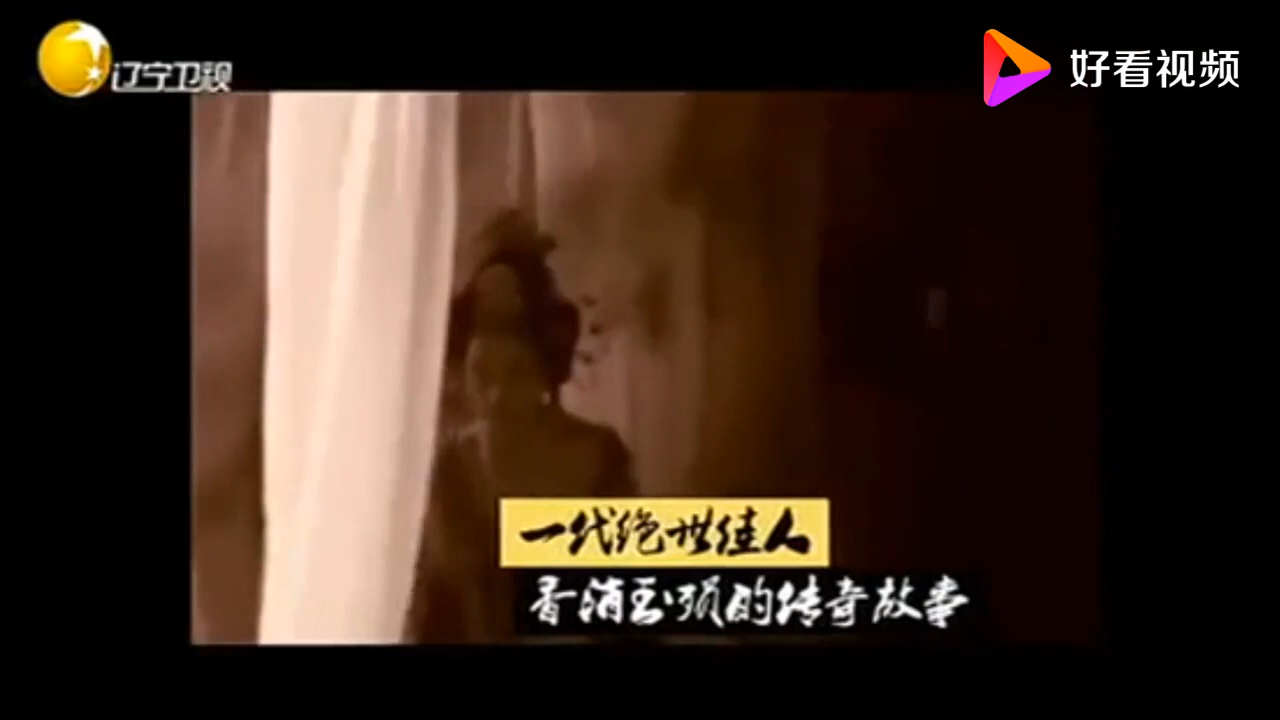 辽宁卫视
好看视频
一代绝世佳人
香消玉殒的传奇故事